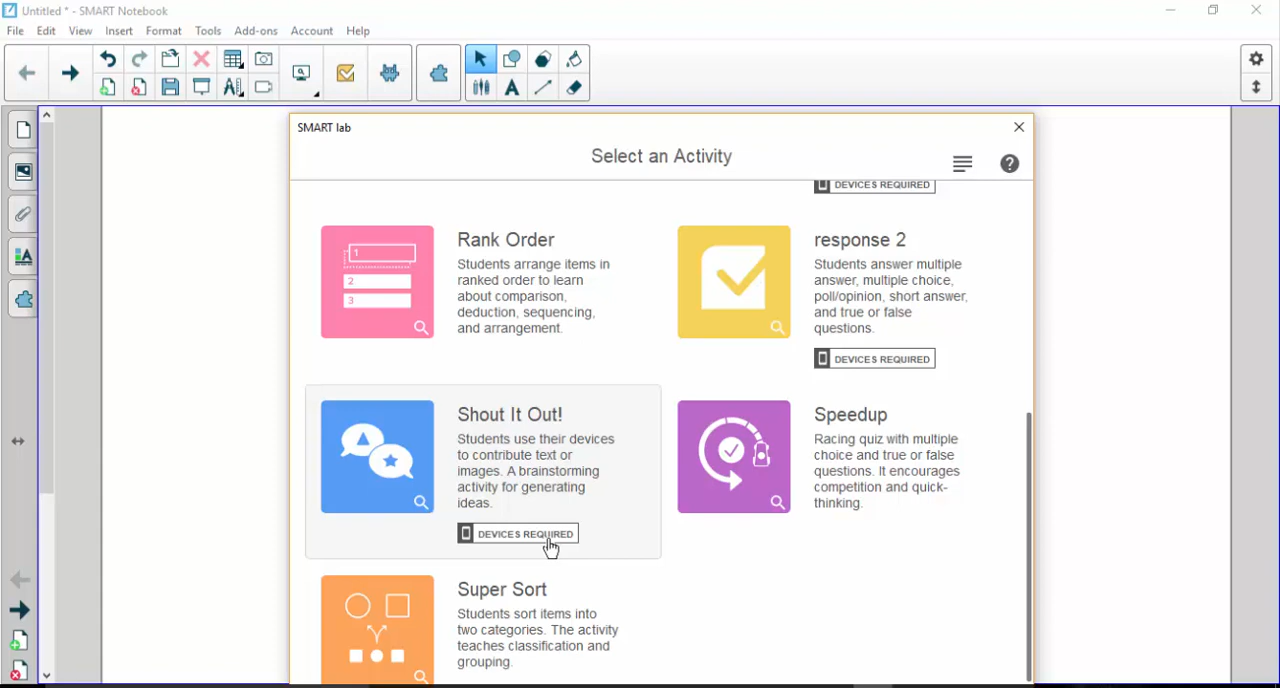 Untitled * - SMART Notebook
File Edit View Insert Format Tools Add-ons Account Help
SMART lab
Select an Activity
DEVICES REQUIRED
1
2
3
Rank Order
Students arrange items in
ranked order to learn
about comparison,
deduction, sequencing,
and arrangement.
response 2
Students answer multiple
answer, multiple choice,
poll/opinion, short answer,
and true or false
questions.
DEVICES REQUIRED
Shout It Out!
Students use their devices
to contribute text or
images. A brainstorming
activity for generating
ideas.
DEVICES REQUIRED
Speedup
Racing quiz with multiple
choice and true or false
questions. It encourages
competition and quick-
thinking.
Super Sort
Students sort items into
two categories. The activity
teaches classification and
grouping.